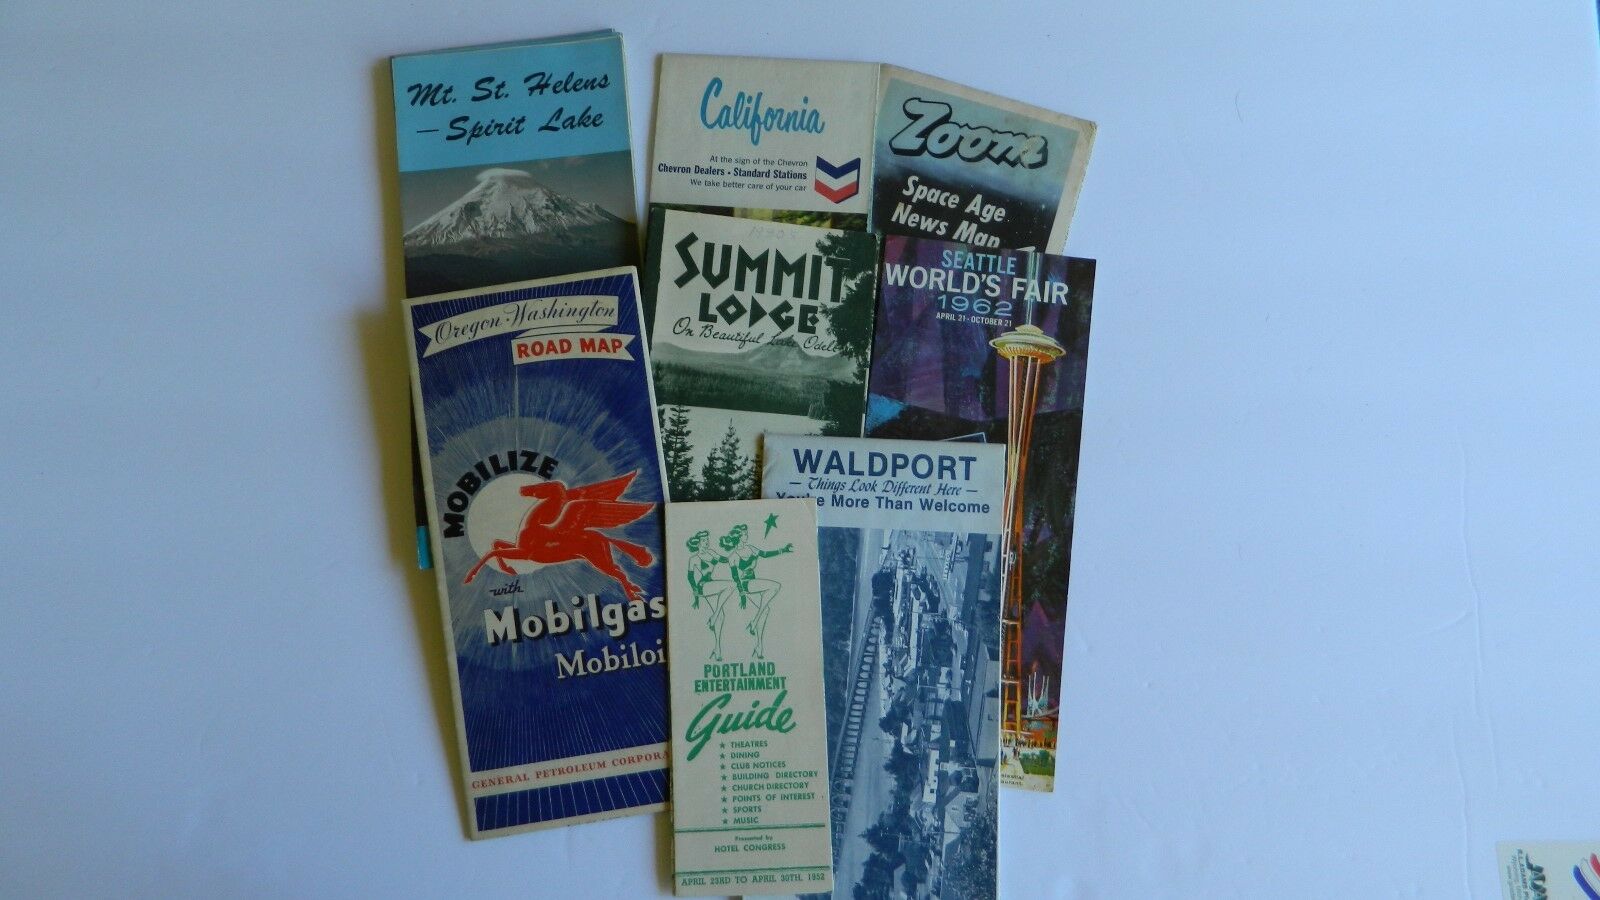 Mt. St. Helens
— Spirit Lake
California
At the sign of the Chevron
Chevron Dealers • Standard Stations
We take better care of your car
Zoom
Space Age
News Map
1930s
SUMMIT
LODGE
On Beautiful Lake Odell
SEATTLE
WORLD'S FAIR
1962
APRIL 21 - OCTOBER 21
Oregon-Washington
ROAD MAP
MOBILIZE
with
Mobilgas
Mobiloi
GENERAL PETROLEUM CORPORA
WALDPORT
— Things Look Different Here —
You're More Than Welcome
PORTLAND
ENTERTAINMENT
Guide
★ THEATRES
★ DINING
★ CLUB NOTICES
★ BUILDING DIRECTORY
★ CHURCH DIRECTORY
★ POINTS OF INTEREST
★ SPORTS
★ MUSIC
Presented by
HOTEL CONGRESS
APRIL 23RD TO APRIL 30TH, 1952